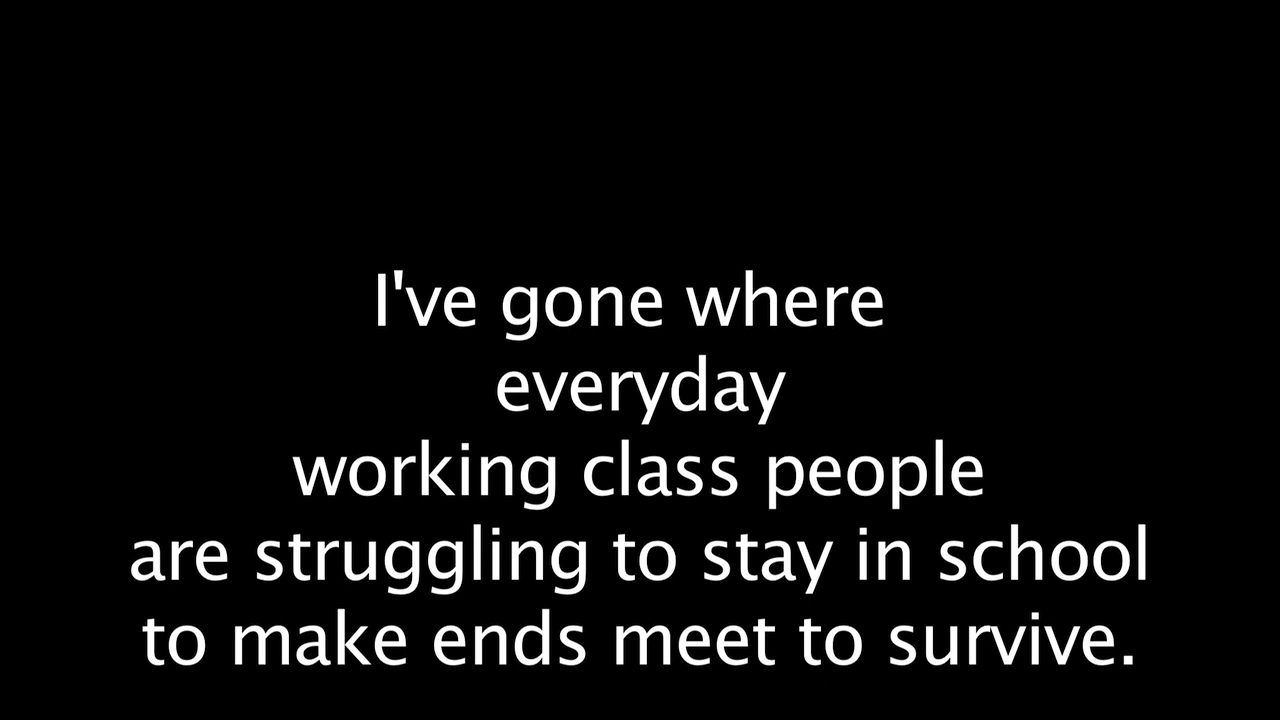 I've gone where
everyday
working class people
are struggling to stay in school
to make ends meet to survive.